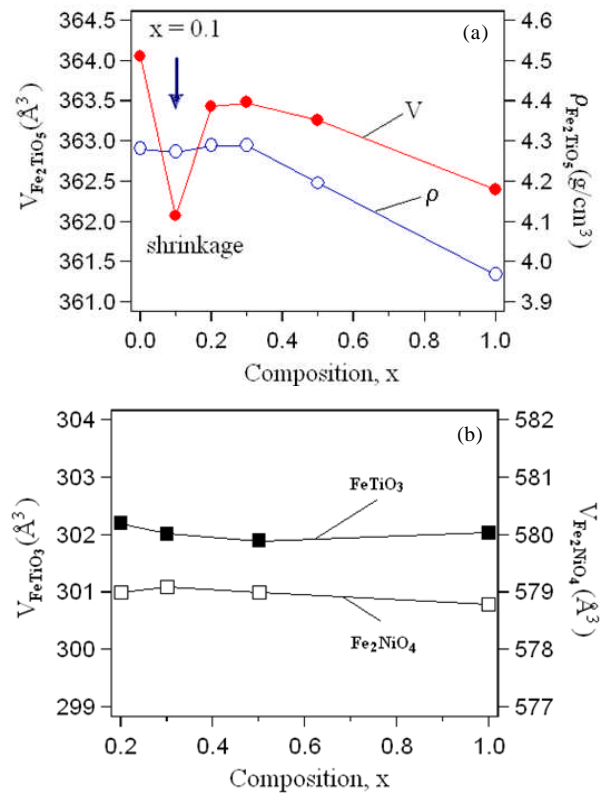 (a)
x = 0.1
V
ρ
shrinkage
364.5
364.0
363.5
363.0
362.5
362.0
361.5
361.0
V_Fe₂TiO₅(Å³)
4.6
4.5
4.4
4.3
4.2
4.1
4.0
3.9
ρ_Fe₂TiO₅(g/cm³)
0.0 0.2 0.4 0.6 0.8 1.0
Composition, x
(b)
FeTiO₃
Fe₂NiO₄
304
303
302
301
300
299
V_FeTiO₃(Å³)
582
581
580
579
578
577
V_Fe₂NiO₄(Å³)
0.2 0.4 0.6 0.8 1.0
Composition, x